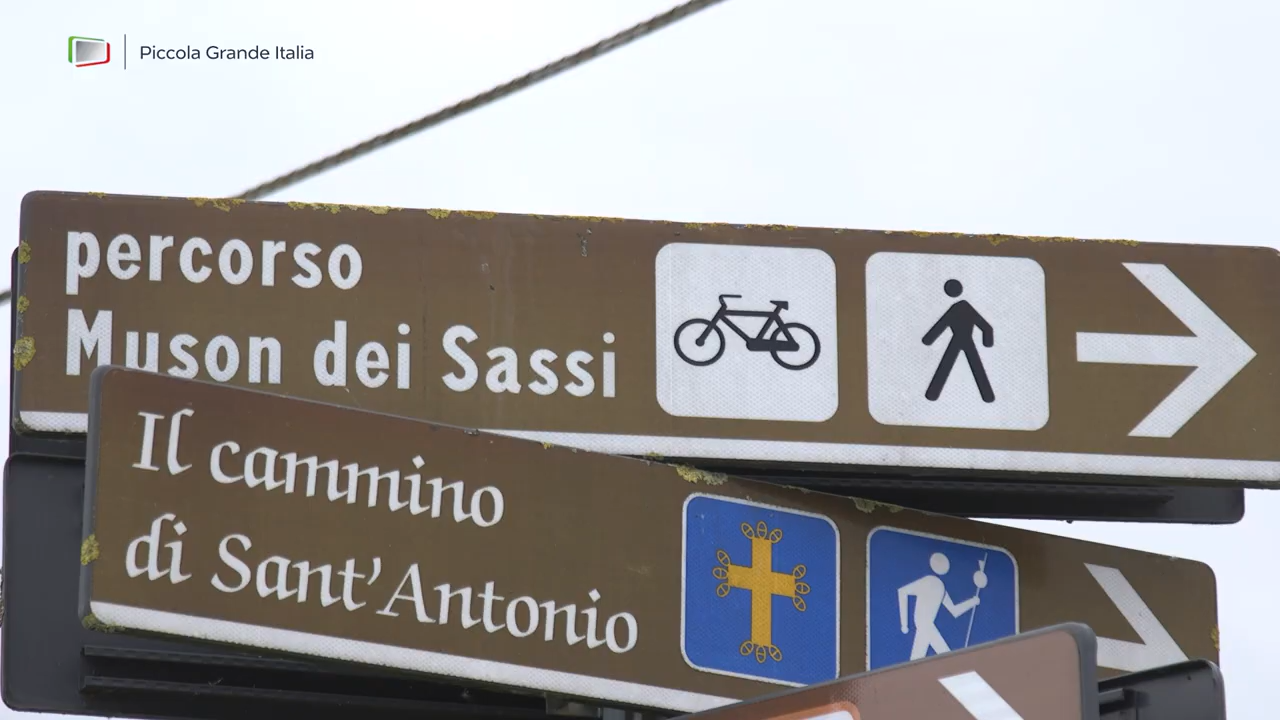 Piccola Grande Italia
percorso
Muson dei Sassi
Il cammino
di Sant'Antonio